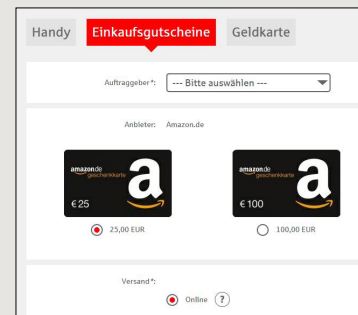 Handy Einkaufsgutscheine Geldkarte
Auftraggeber*: --- Bitte auswählen ---
Anbieter: Amazon.de
amazon.de
geschenkkarte
a
€25
amazon.de
geschenkkarte
a
€100
25,00 EUR 100,00 EUR
Versand*:
Online ?